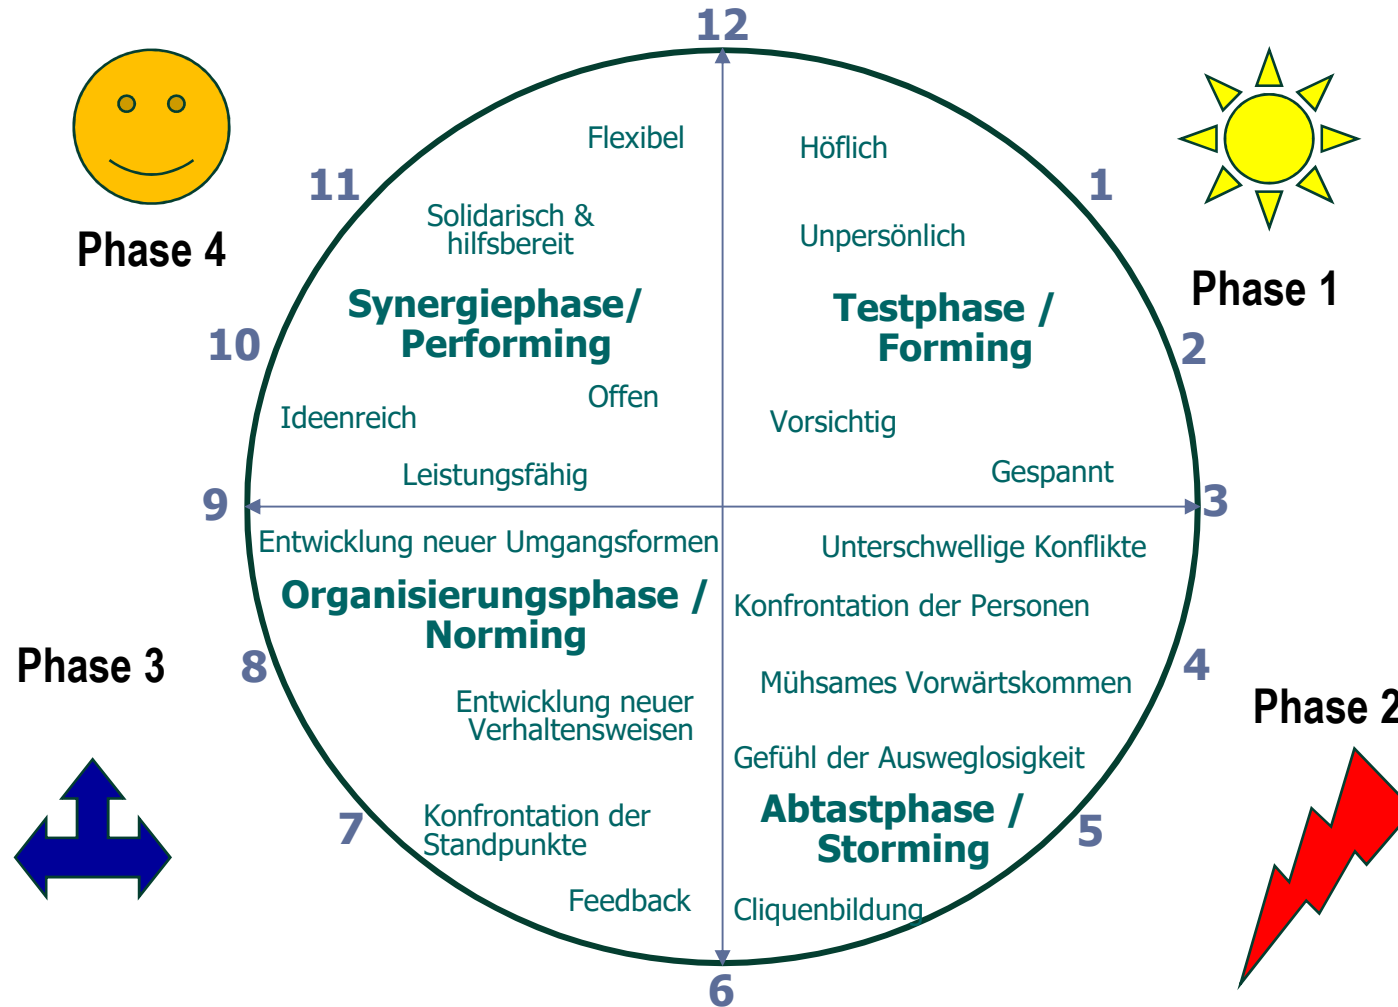 12
Flexibel
Höflich
11
1
Solidarisch &
hilfsbereit
Unpersönlich
Phase 4
Phase 1
Synergiephase/
Performing
Testphase /
Forming
10
2
Offen
Ideenreich
Vorsichtig
Leistungsfähig
Gespannt
9
3
Entwicklung neuer Umgangsformen
Unterschwellige Konflikte
Organisierungsphase /
Norming
Konfrontation der Personen
Phase 3
8
4
Mühsames Vorwärtskommen
Entwicklung neuer
Verhaltensweisen
Phase 2
Gefühl der Ausweglosigkeit
Konfrontation der
Standpunkte
Abtastphase /
Storming
7
5
Feedback
Cliquenbildung
6